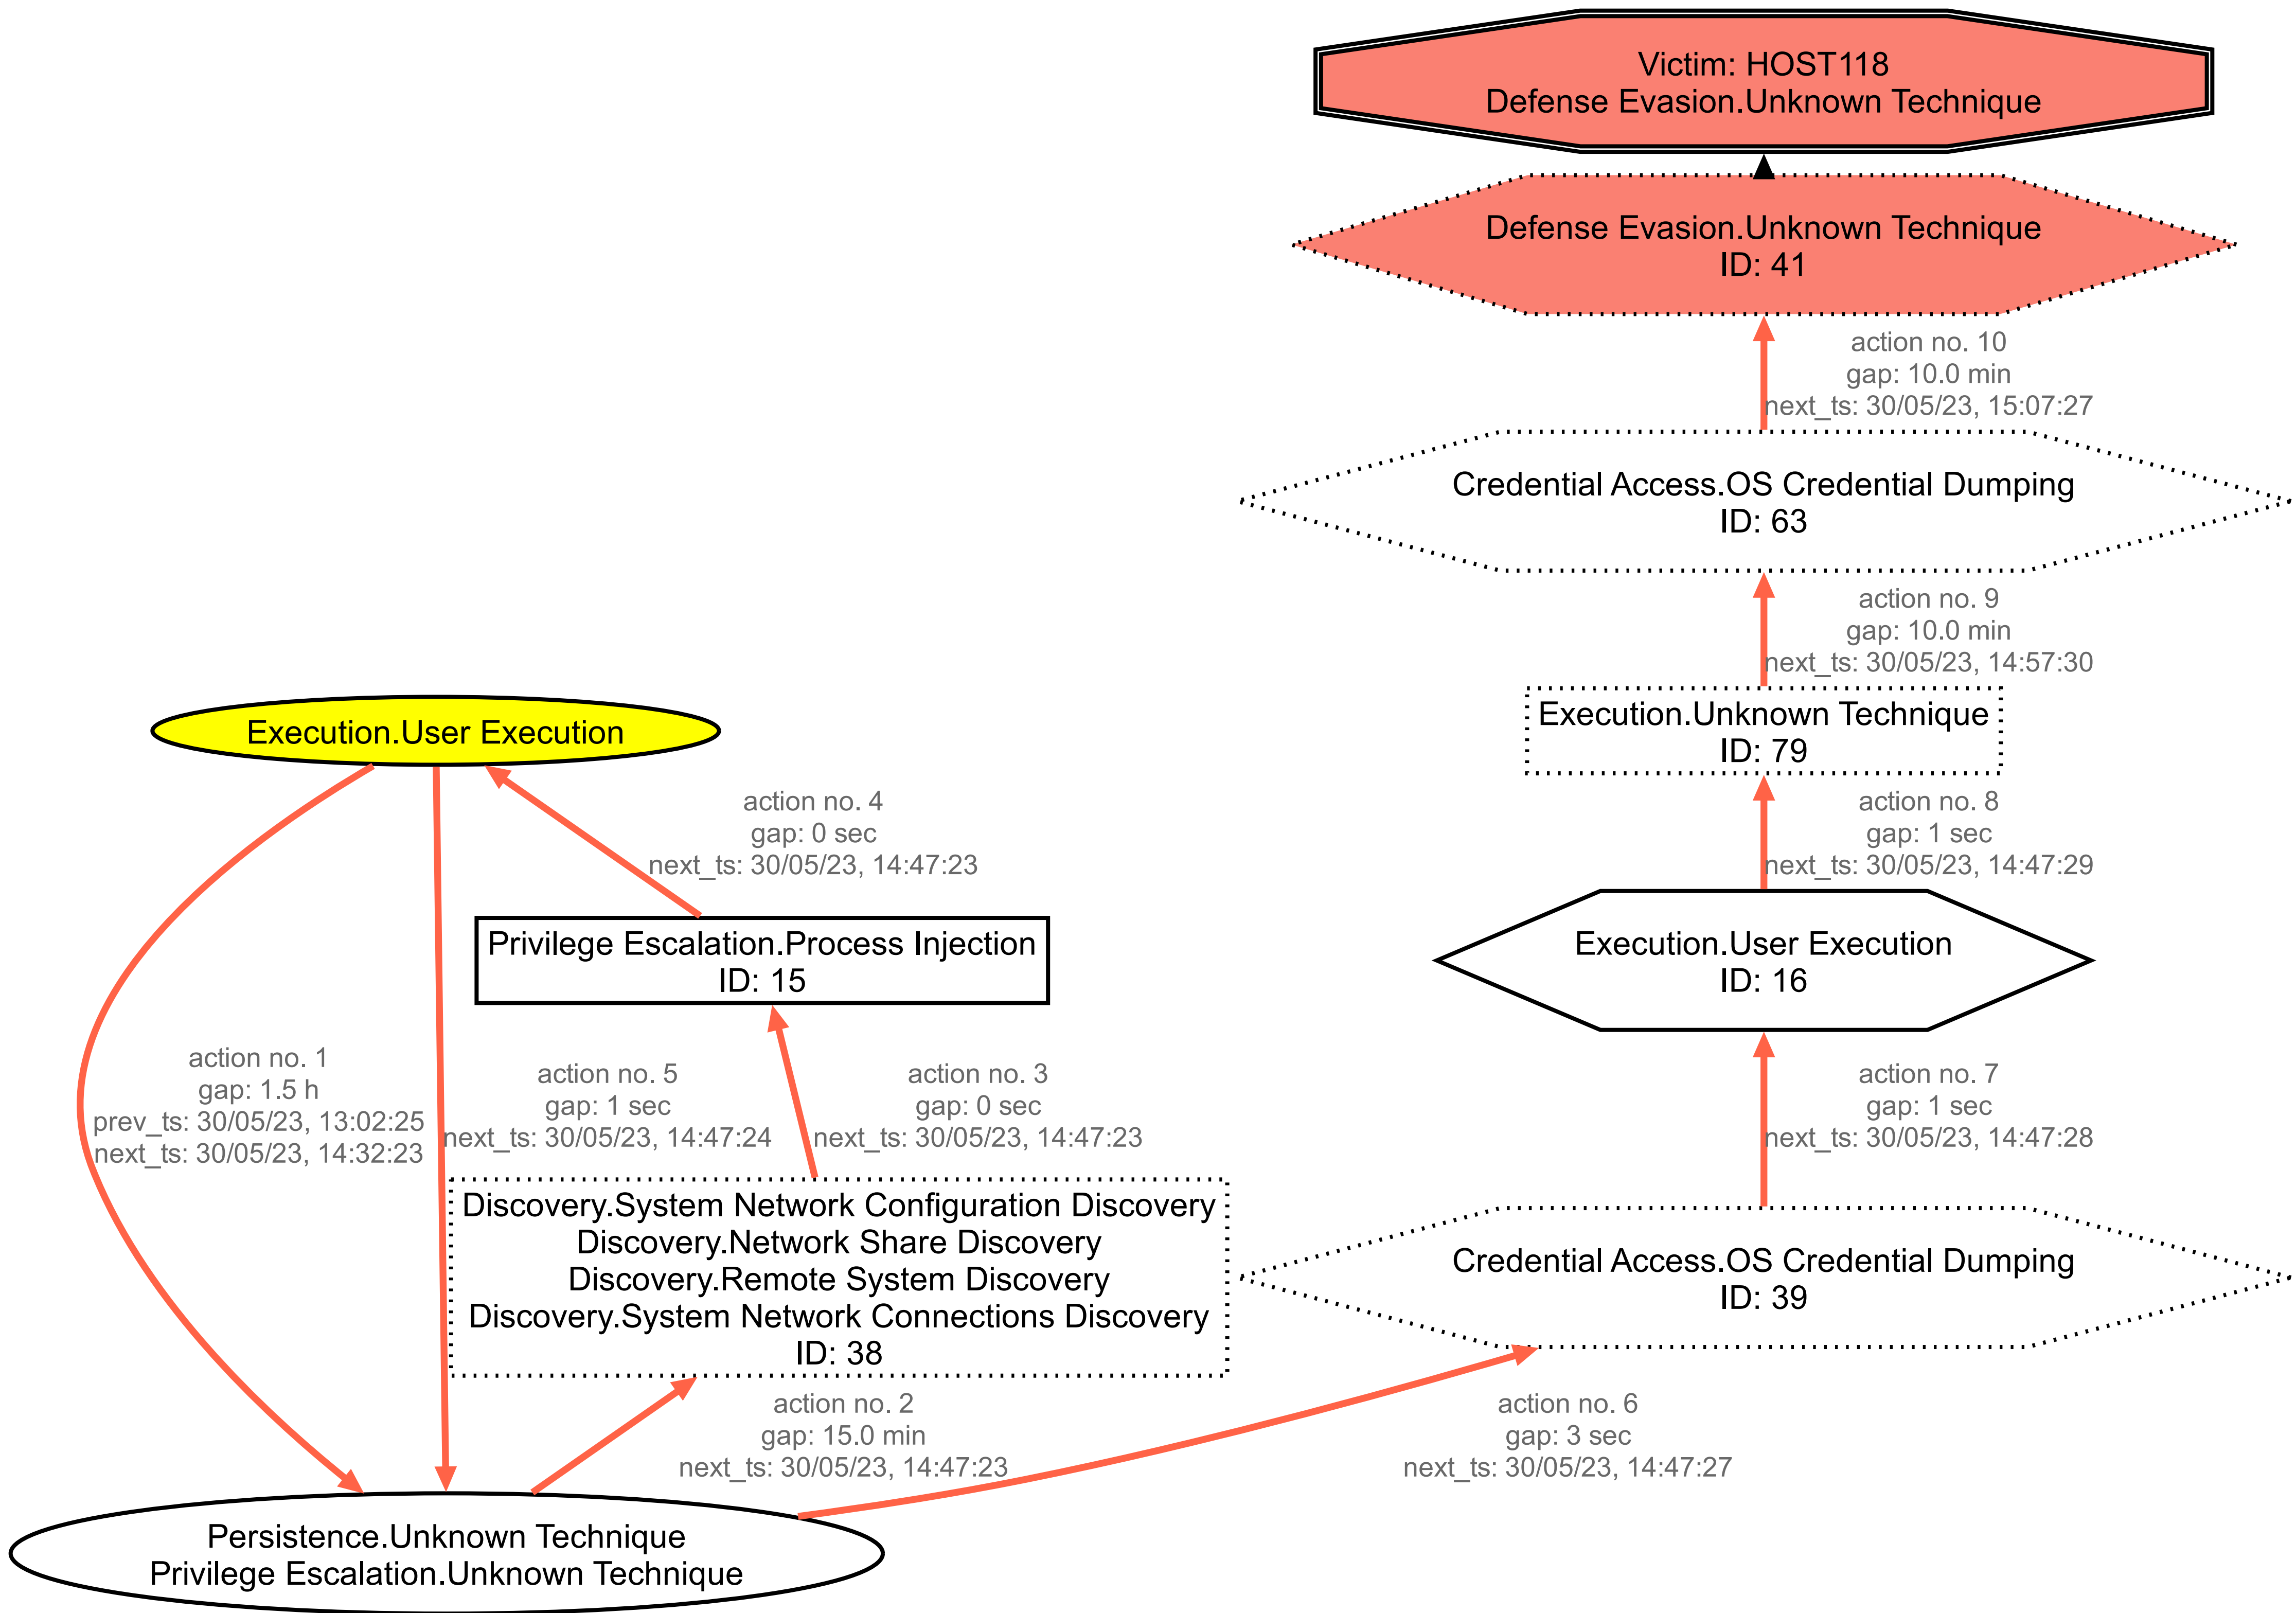 Victim: HOST118
Defense Evasion.Unknown Technique
Defense Evasion.Unknown Technique
ID: 41
action no. 10
gap: 10.0 min
next_ts: 30/05/23, 15:07:27
Credential Access.OS Credential Dumping
ID: 63
action no. 9
gap: 10.0 min
next_ts: 30/05/23, 14:57:30
Execution.Unknown Technique
ID: 79
Execution.User Execution
action no. 4
gap: 0 sec
next_ts: 30/05/23, 14:47:23
action no. 8
gap: 1 sec
next_ts: 30/05/23, 14:47:29
Privilege Escalation.Process Injection
ID: 15
Execution.User Execution
ID: 16
action no. 1
gap: 1.5 h
prev_ts: 30/05/23, 13:02:25
next_ts: 30/05/23, 14:32:23
action no. 5
gap: 1 sec
next_ts: 30/05/23, 14:47:24
action no. 3
gap: 0 sec
next_ts: 30/05/23, 14:47:23
action no. 7
gap: 1 sec
next_ts: 30/05/23, 14:47:28
Discovery.System Network Configuration Discovery
Discovery.Network Share Discovery
Discovery.Remote System Discovery
Discovery.System Network Connections Discovery
ID: 38
Credential Access.OS Credential Dumping
ID: 39
action no. 2
gap: 15.0 min
next_ts: 30/05/23, 14:47:23
action no. 6
gap: 3 sec
next_ts: 30/05/23, 14:47:27
Persistence.Unknown Technique
Privilege Escalation.Unknown Technique